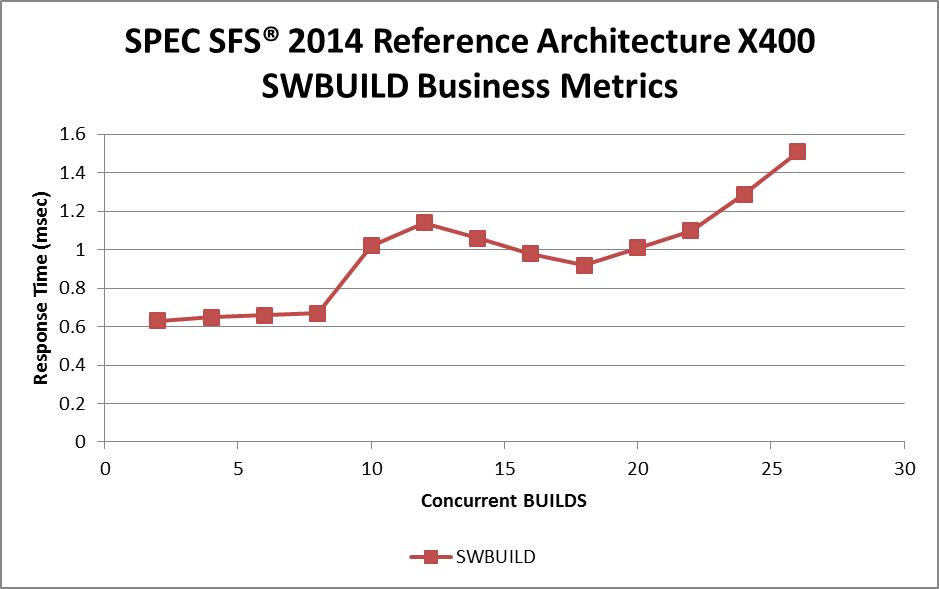 SPEC SFS® 2014 Reference Architecture X400
SWBUILD Business Metrics
1.6
1.4
1.2
1
0.8
0.6
0.4
0.2
0
Response Time (msec)
0 5 10 15 20 25 30
Concurrent BUILDS
SWBUILD